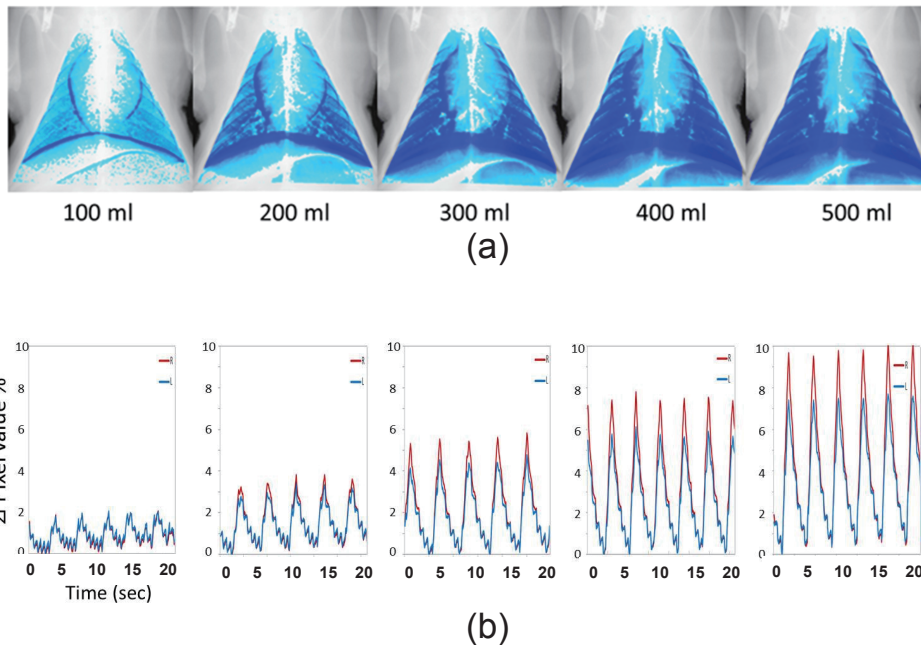 100 ml 200 ml 300 ml 400 ml 500 ml
(a)
10 10 10 10 10
R R R R R
L L L L L
8 8 8 8 8
6 6 6 6 6
4 4 4 4 4
2 2 2 2 2
0 0 0 0 0
Pixel value %
0 5 10 15 20 0 5 10 15 20 0 5 10 15 20 0 5 10 15 20 0 5 10 15 20
Time (sec)
(b)